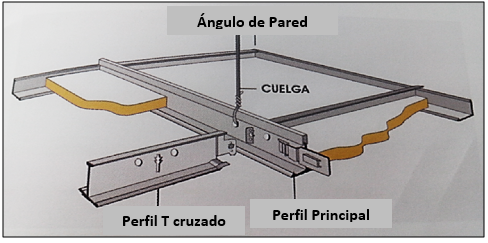 Ángulo de Pared
CUELGA
Perfil T cruzado
Perfil Principal